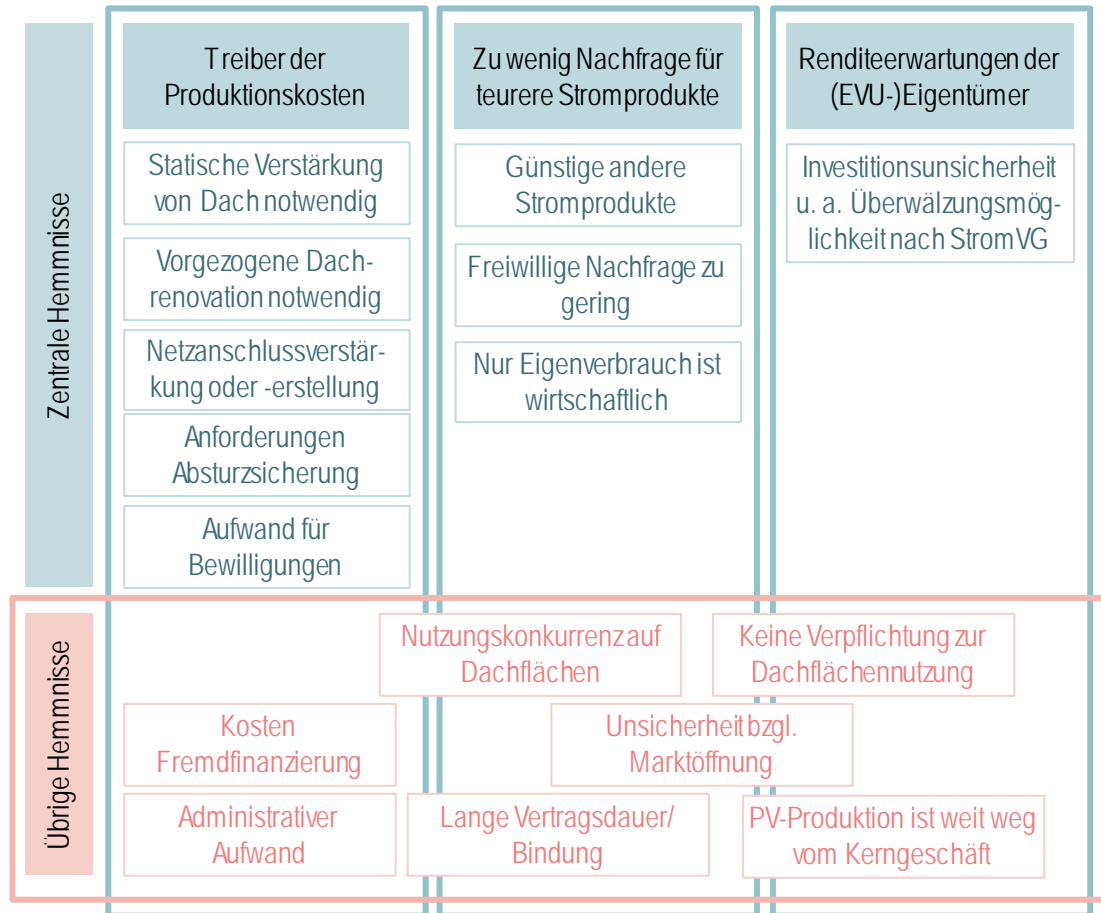 Zentrale Hemmnisse
Treiber der
Produktionskosten
Statische Verstärkung
von Dach notwendig
Vorgezogene Dach-
renovation notwendig
Netzanschlussverstär-
kung oder -erstellung
Anforderungen
Absturzsicherung
Aufwand für
Bewilligungen
Zu wenig Nachfrage für
teurere Stromprodukte
Günstige andere
Stromprodukte
Freiwillige Nachfrage zu
gering
Nur Eigenverbrauch ist
wirtschaftlich
Renditeerwartungen der
(EVU-)Eigentümer
Investitionsunsicherheit
u. a. Überwälzungsmög-
lichkeit nach StromVG
Übrige Hemmnisse
Nutzungskonkurrenz auf
Dachflächen
Keine Verpflichtung zur
Dachflächennutzung
Kosten
Fremdfinanzierung
Unsicherheit bzgl.
Marktöffnung
Administrativer
Aufwand
Lange Vertragsdauer/
Bindung
PV-Produktion ist weit weg
vom Kerngeschäft